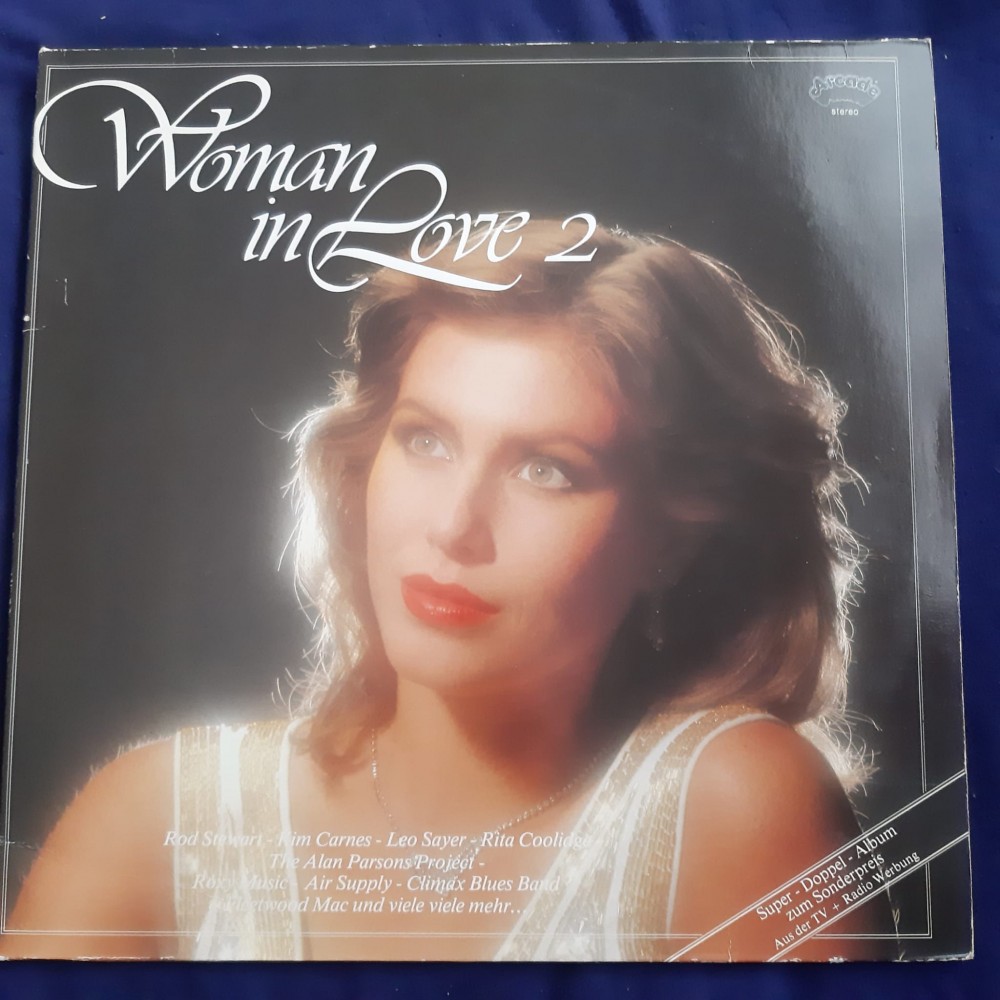 Woman
in Love 2
Arcade
stereo
Rod Stewart - Kim Carnes - Leo Sayer - Rita Coolidge
The Alan Parsons Project -
Roxy Music - Air Supply - Climax Blues Band
Fleetwood Mac und viele viele mehr...
Super - Doppel - Album
zum Sonderpreis
Aus der TV + Radio Werbung